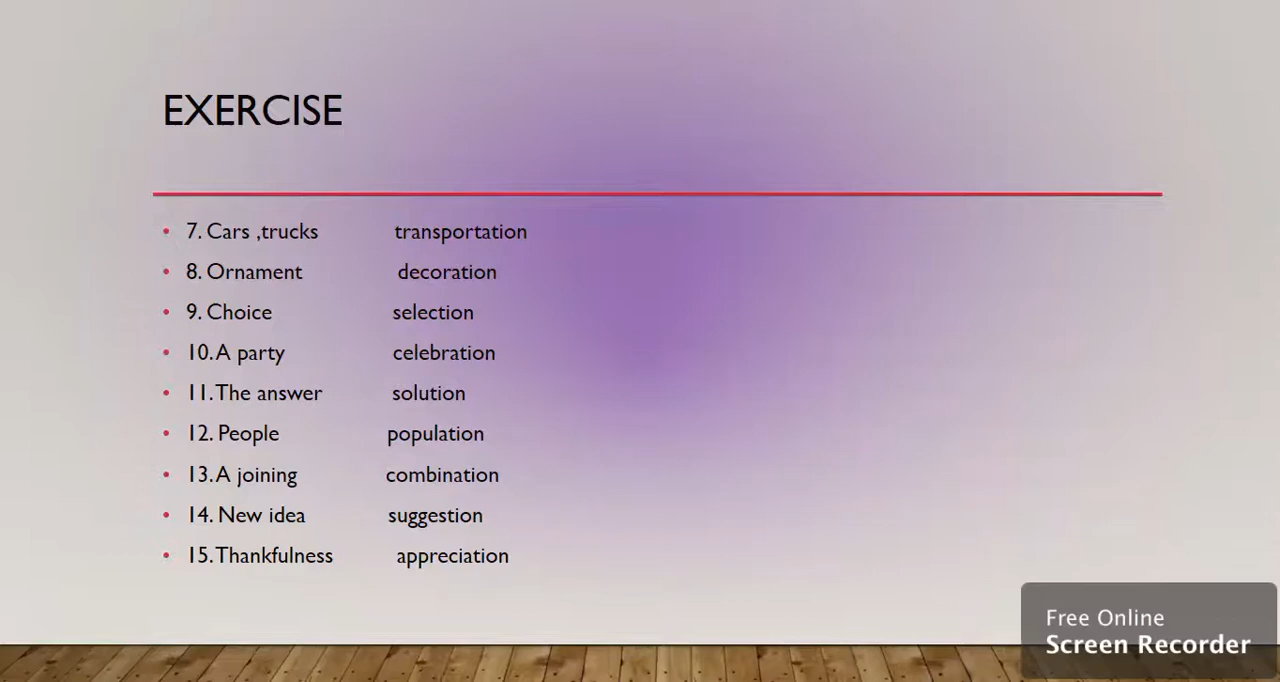 EXERCISE
• 7. Cars ,trucks transportation
• 8. Ornament decoration
• 9. Choice selection
• 10. A party celebration
• 11. The answer solution
• 12. People population
• 13. A joining combination
• 14. New idea suggestion
• 15. Thankfulness appreciation
Free Online
Screen Recorder